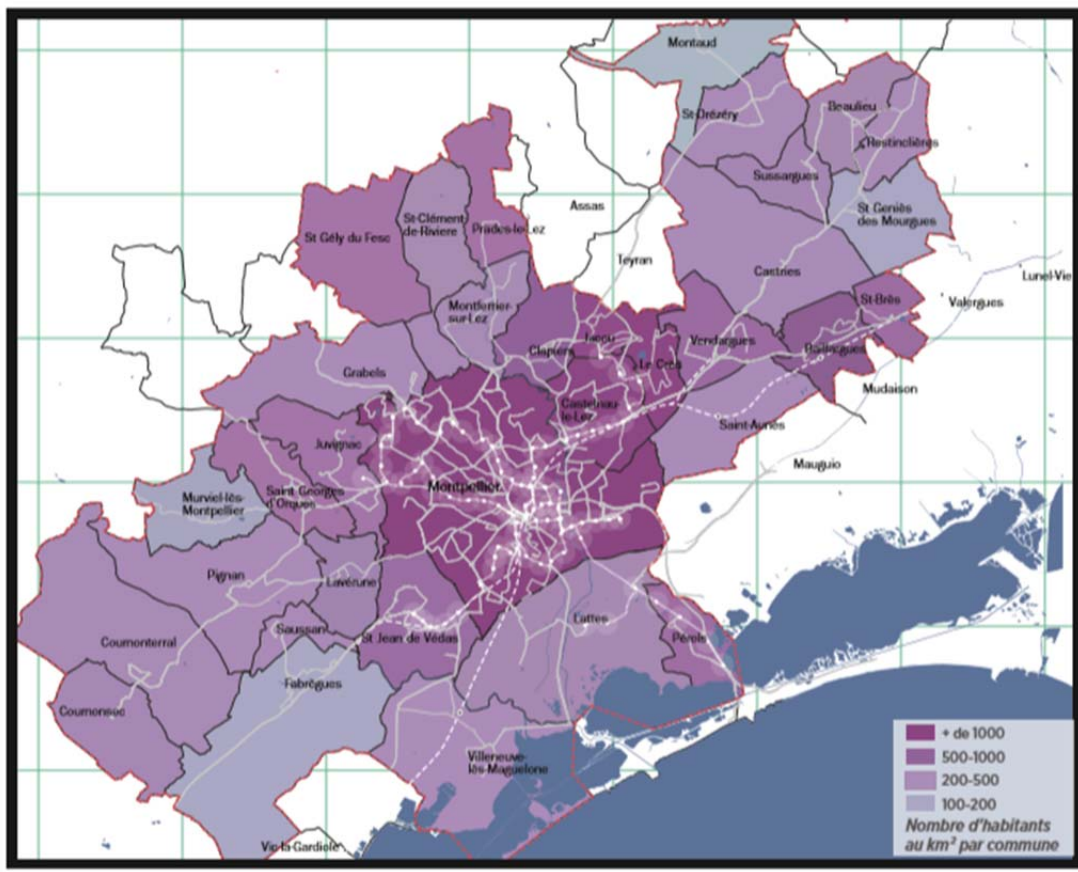 Montaud
St-Drézéry
Beaulieu
Restinclières
Sussargues
St Geniès
des Mourgues
Assas
St-Clément
de-Riviere
Prades-le-Lez
St Gély du Fesc
Teyran
Castries
Lunel-Vie
Valergues
St-Brès
Montferrier-
sur-Lez
Vendargues
Baillargues
Jacou
Clapiers
Le Crès
Grabels
Mudaison
Castelnau-
le-Lez
Saint-Aunès
Juvignac
Mauguio
Montpellier
Saint-Georges
d'Orques
Murviel-lès-
Montpellier
Pignan
Lavérune
Lattes
Saussan
St Jean de Védas
Pérols
Cournonterral
Fabrègues
Cournonsec
Villeneuve-
lès-Maguelone
Vic-la-Gardiole
+ de 1000
500-1000
200-500
100-200
Nombre d'habitants
au km² par commune